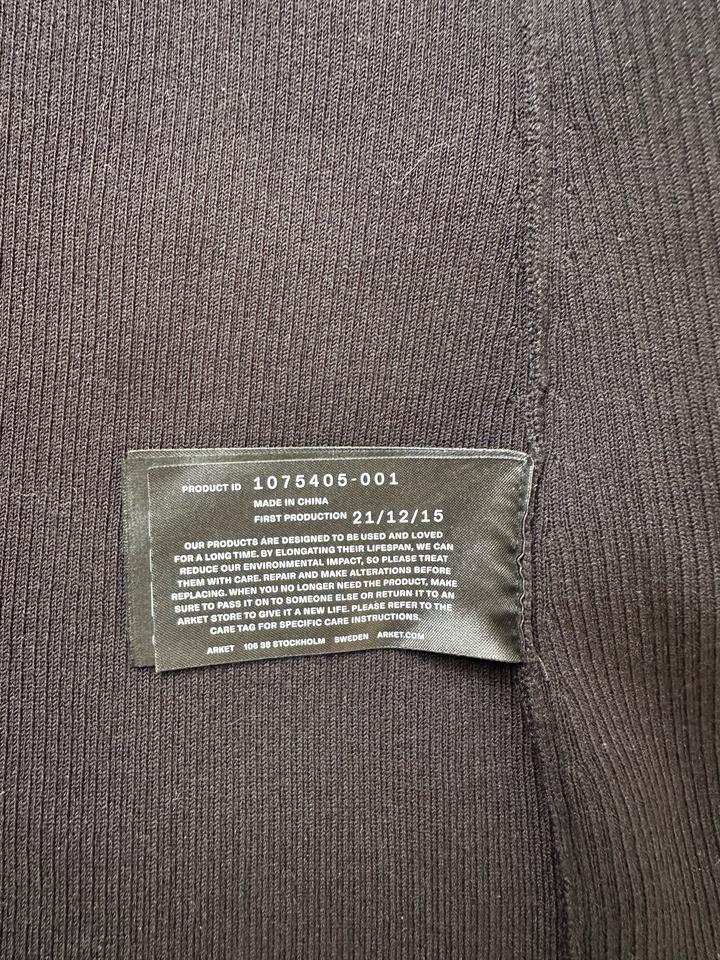 PRODUCT ID 1075405-001
MADE IN CHINA
FIRST PRODUCTION 21/12/15
OUR PRODUCTS ARE DESIGNED TO BE USED AND LOVED
FOR A LONG TIME. BY ELONGATING THEIR LIFESPAN, WE CAN
REDUCE OUR ENVIRONMENTAL IMPACT, SO PLEASE TREAT
THEM WITH CARE. REPAIR AND MAKE ALTERATIONS BEFORE
REPLACING. WHEN YOU NO LONGER NEED THE PRODUCT, MAKE
SURE TO PASS IT ON TO SOMEONE ELSE OR RETURN IT TO AN
ARKET STORE TO GIVE IT A NEW LIFE. PLEASE REFER TO THE
CARE TAG FOR SPECIFIC CARE INSTRUCTIONS.
ARKET 106 38 STOCKHOLM SWEDEN ARKET.COM